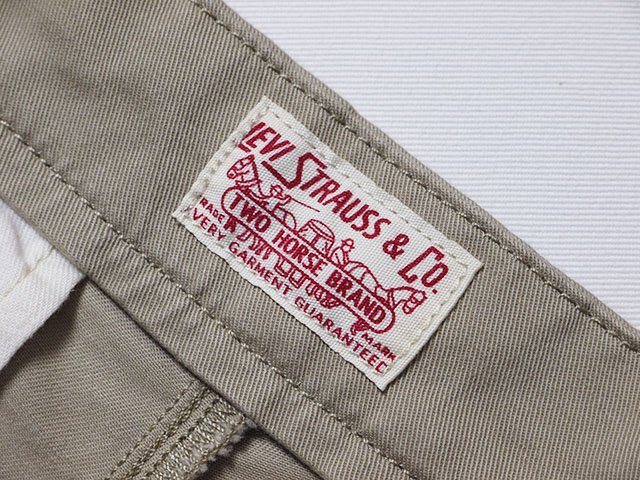 LEVI STRAUSS & CO.
TWO HORSE BRAND
TRADE MARK
EVERY GARMENT GUARANTEED